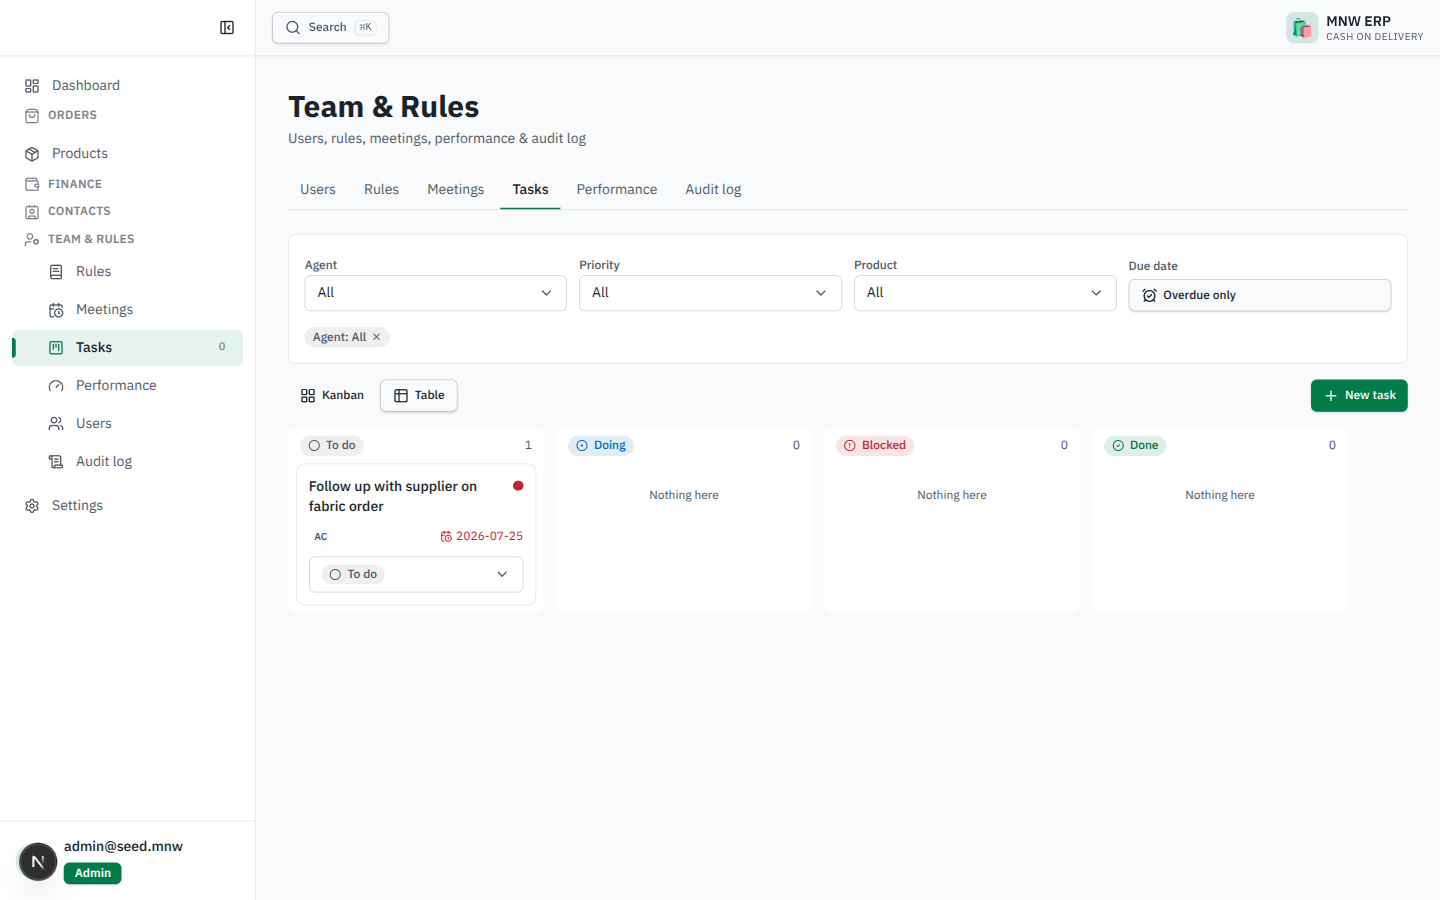 Search ⌘K
MNW ERP
CASH ON DELIVERY
Dashboard
ORDERS
Products
FINANCE
CONTACTS
TEAM & RULES
Rules
Meetings
Tasks 0
Performance
Users
Audit log
Settings
N
admin@seed.mnw
Admin
Team & Rules
Users, rules, meetings, performance & audit log
Users Rules Meetings Tasks Performance Audit log
Agent Priority Product Due date
All All All Overdue only
Agent: All ×
Kanban Table New task
To do 1 Doing 0 Blocked 0 Done 0
Follow up with supplier on
fabric order
AC 2026-07-25
To do
Nothing here Nothing here Nothing here